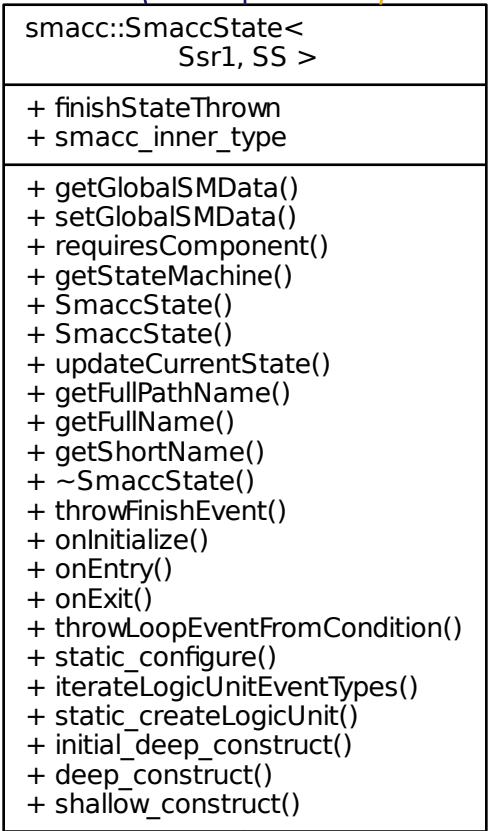 smacc::SmaccState<
Ssr1, SS >
+ finishStateThrown
+ smacc_inner_type
+ getGlobalSMData()
+ setGlobalSMData()
+ requiresComponent()
+ getStateMachine()
+ SmaccState()
+ SmaccState()
+ updateCurrentState()
+ getFullPathName()
+ getFullName()
+ getShortName()
+ ~SmaccState()
+ throwFinishEvent()
+ onInitialize()
+ onEntry()
+ onExit()
+ throwLoopEventFromCondition()
+ static_configure()
+ iterateLogicUnitEventTypes()
+ static_createLogicUnit()
+ initial_deep_construct()
+ deep_construct()
+ shallow_construct()